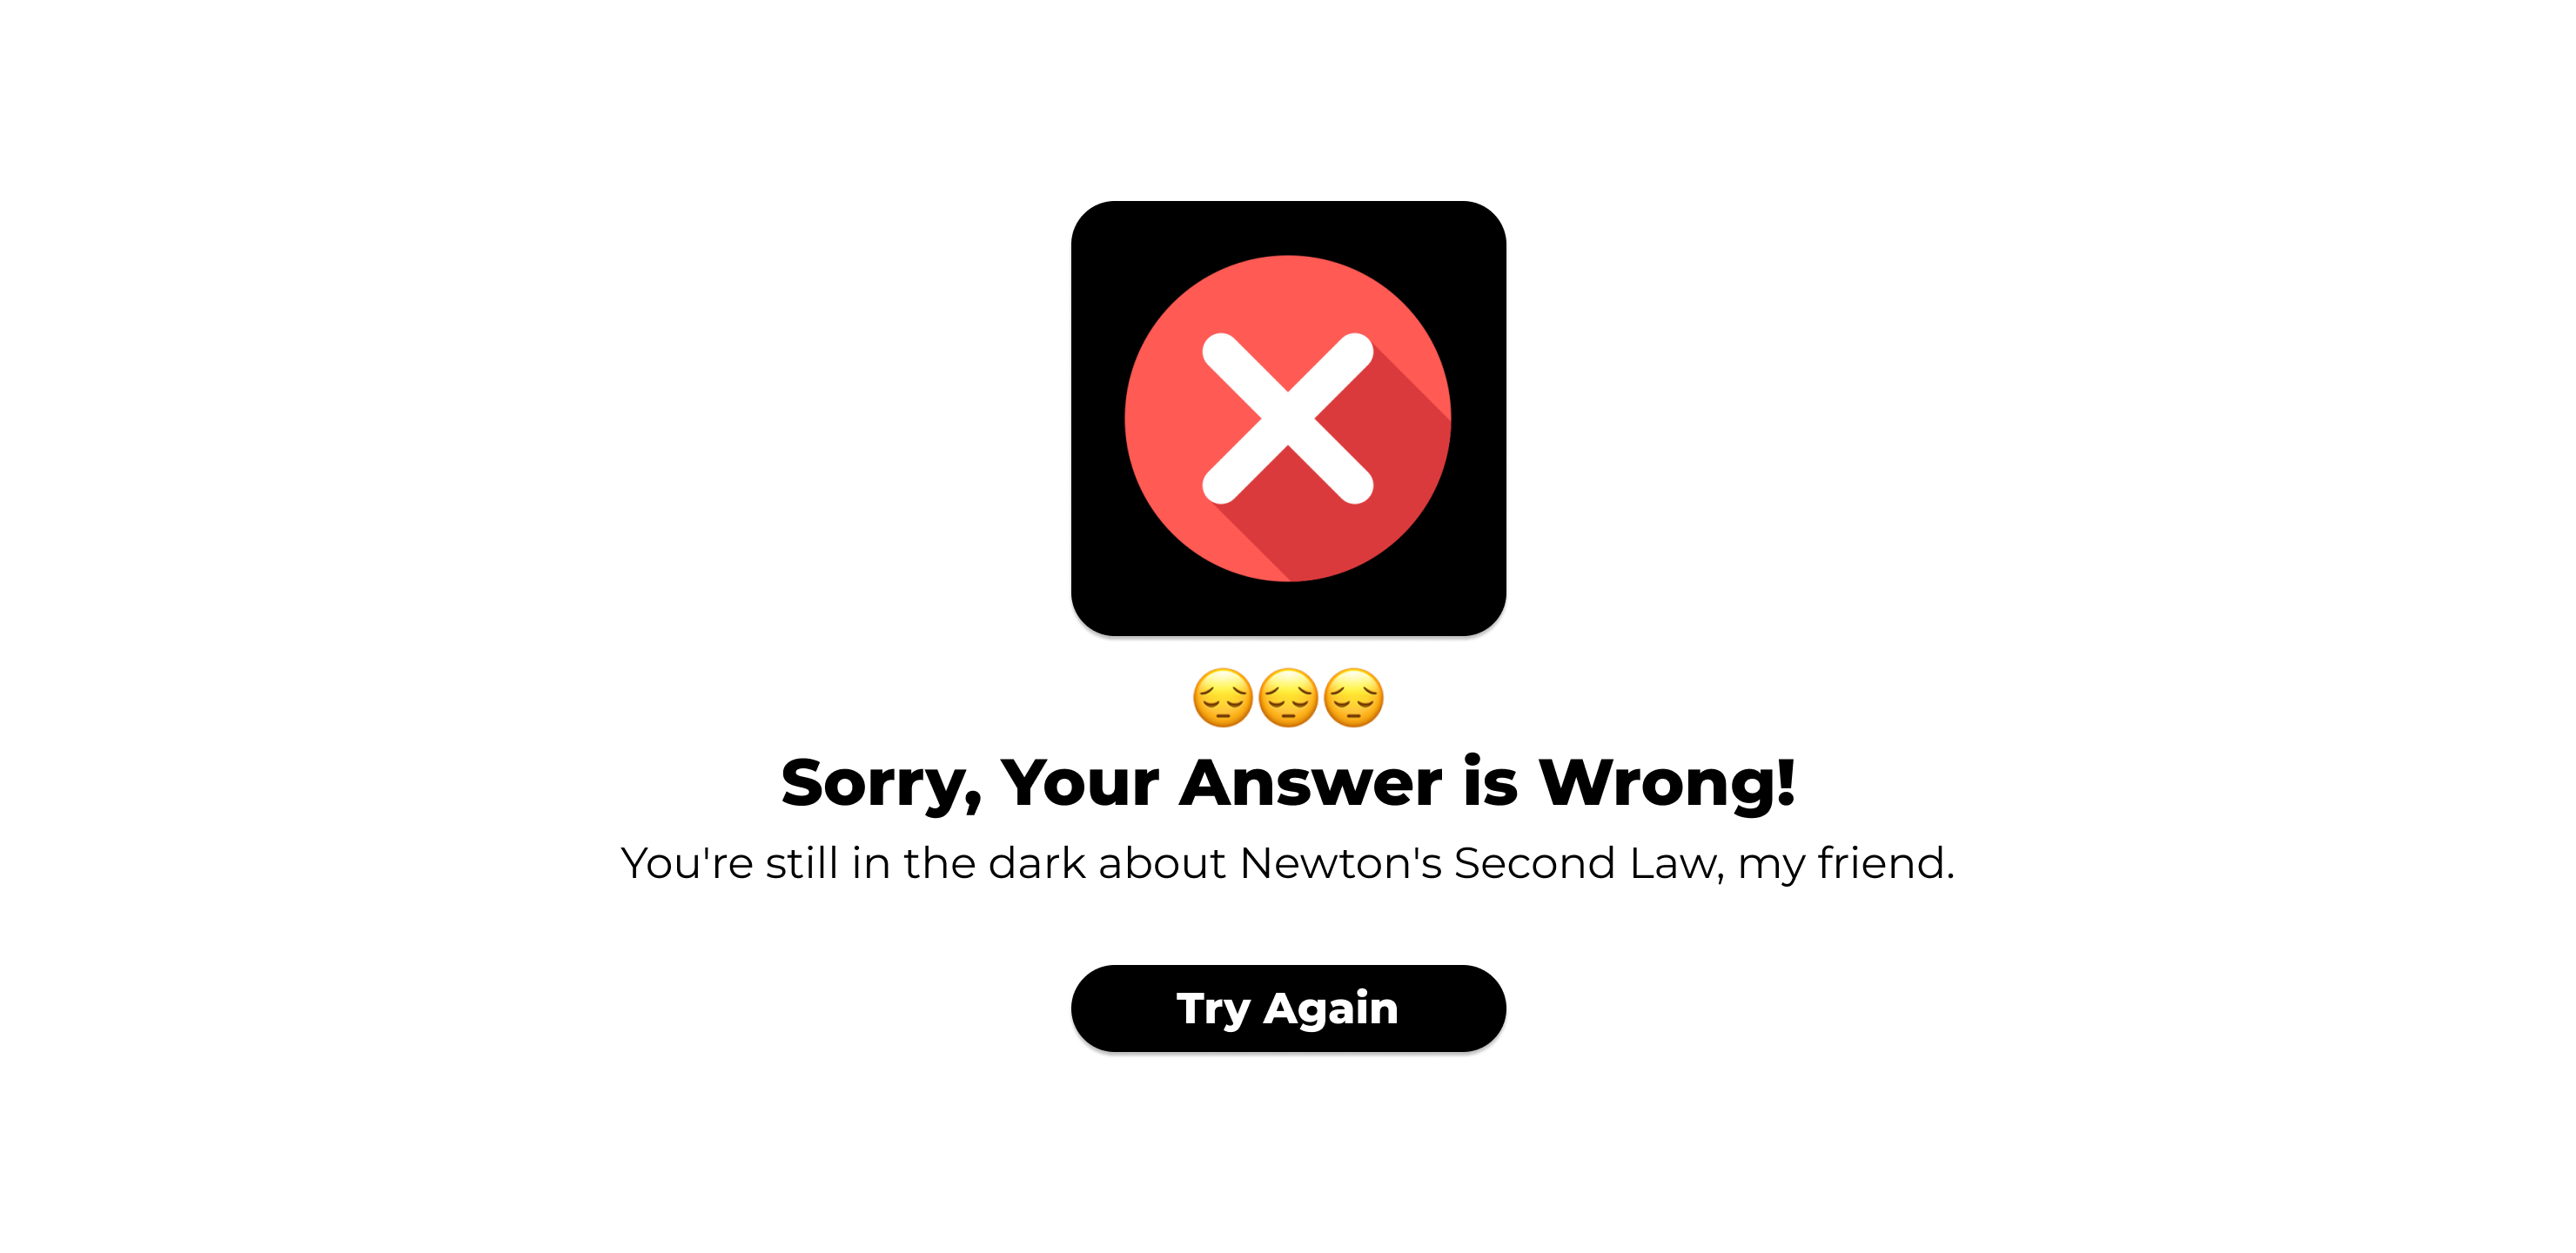 😔😔😔
Sorry, Your Answer is Wrong!
You're still in the dark about Newton's Second Law, my friend.
Try Again